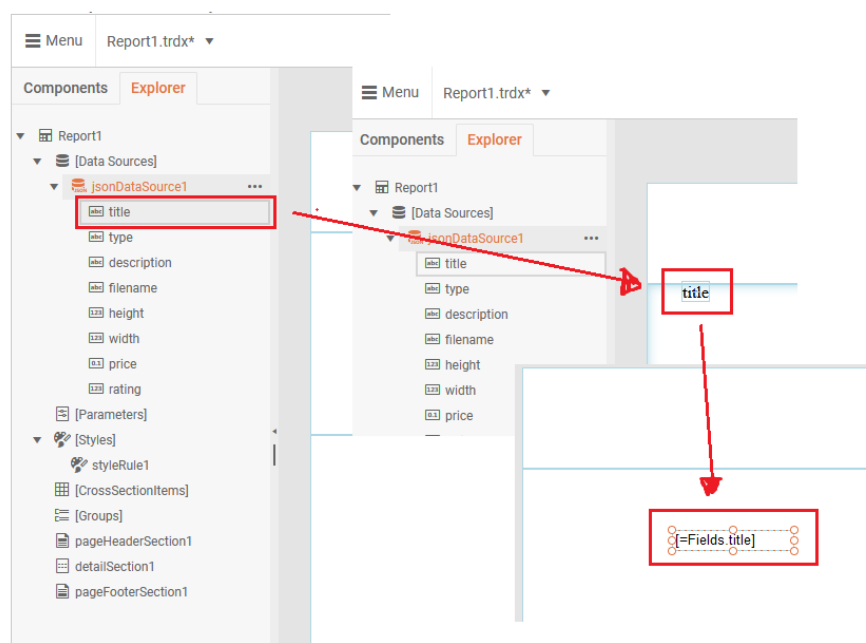 Menu Report1.trdx*
Components Explorer
Report1
[Data Sources]
jsonDataSource1
title
type
description
filename
height
width
price
rating
[Parameters]
[Styles]
styleRule1
[CrossSectionItems]
[Groups]
pageHeaderSection1
detailSection1
pageFooterSection1
Menu Report1.trdx*
Components Explorer
Report1
[Data Sources]
jsonDataSource1
title
type
description
filename
height
width
price
title
[=Fields.title]